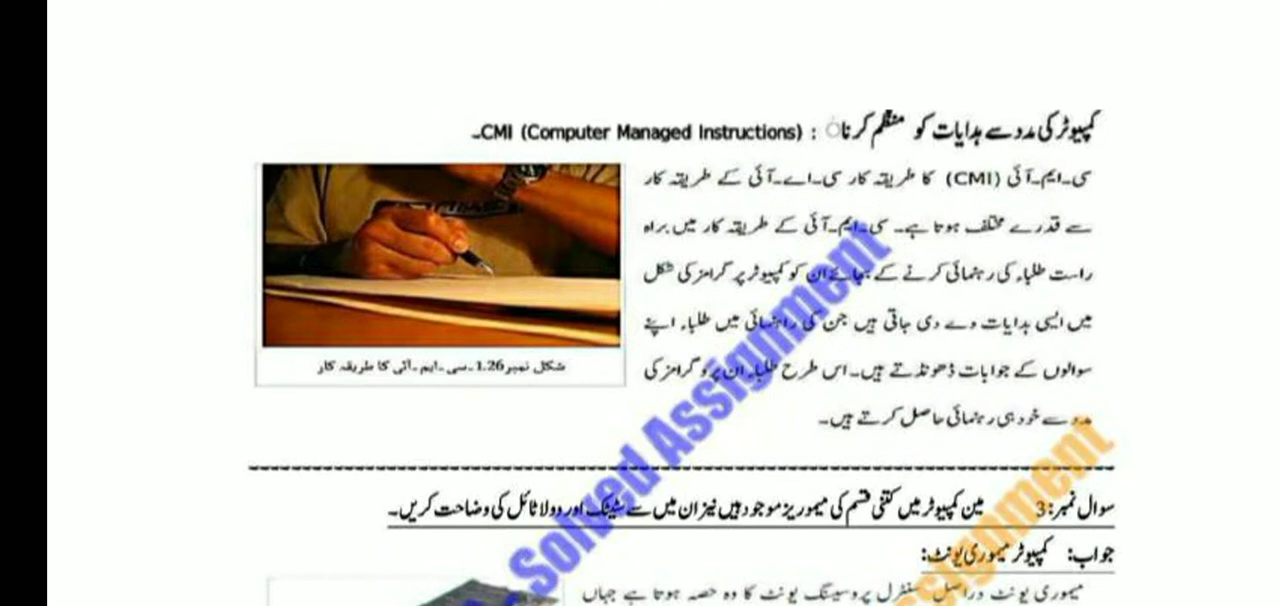 کمپیوٹر کی مدد سے ہدایات کو منظم کرنا : CMI (Computer Managed Instructions)۔
سی۔ایم۔آئی (CMI) کا طریقہ کار سی۔اے۔آئی کے طریقہ کار
سے قدرے مختلف ہوتا ہے۔ سی۔ایم۔آئی کے طریقہ کار میں براہ
راست طلباء کی رہنمائی کرنے کے بجائے ان کو کمپیوٹر پر گرامز کی شکل
میں ایسی ہدایات دے دی جاتی ہیں جن کی راہنمائی میں طلباء اپنے
سوالوں کے جوابات ڈھونڈتے ہیں۔اس طرح طلباء ان پروگرامز کی
مدد سے خود ہی رہنمائی حاصل کرتے ہیں۔
شکل نمبر1.26۔سی۔ایم۔آئی کا طریقہ کار
سوال نمبر:3 مین کمپیوٹر میں کتنی قسم کی میموریز موجود ہیں نیز ان میں سے سٹیٹک اور وولاٹائل کی وضاحت کریں۔
جواب: کمپیوٹر میموری یونٹ:
میموری یونٹ دراصل سنٹرل پروسیسنگ یونٹ کا وہ حصہ ہوتا ہے جہاں
Solved Assignment
Assignment